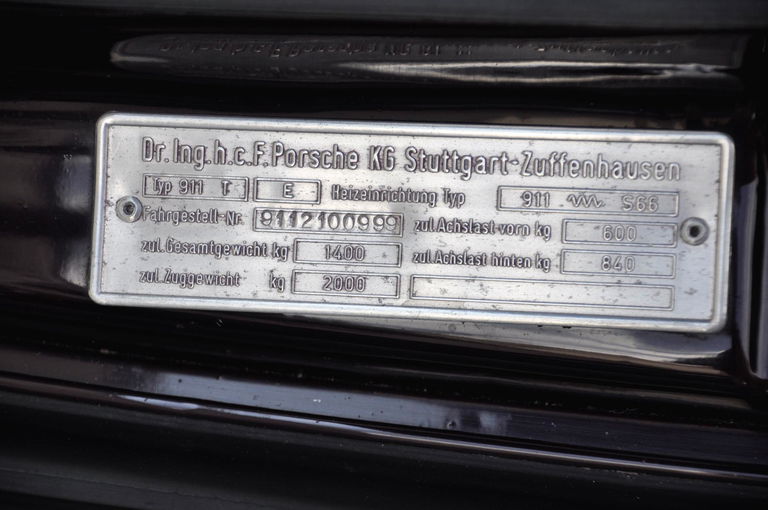 Dr. Ing. h.c. F. Porsche KG Stuttgart-Zuffenhausen
Typ 911 T E Heizeinrichtung Typ 911 S66
Fahrgestell-Nr. 9112100999 zul. Achslast vorn kg 600
zul. Gesamtgewicht kg 1400 zul. Achslast hinten kg 840
zul. Zuggewicht kg 2000